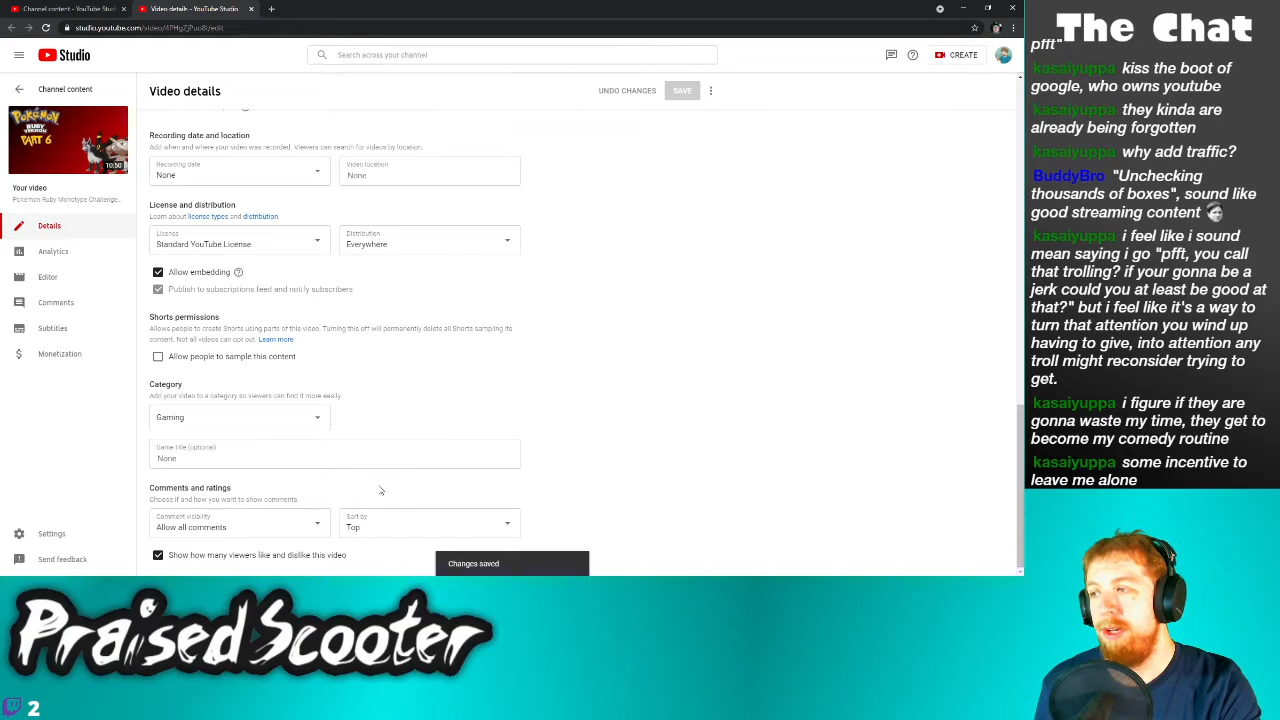 Channel content - YouTube Studio
Video details - YouTube Studio
studio.youtube.com/video/4PHgZjPuo8I/edit
Studio
Search across your channel
CREATE
Channel content
Video details
UNDO CHANGES
SAVE
POKéMON
RUBY
VERSION
PART 6
10:50
Your video
Pokemon Ruby Monotype Challenge...
Details
Analytics
Editor
Comments
Subtitles
Monetization
Settings
Send feedback
Recording date and location
Add when and where your video was recorded. Viewers can search for videos by location.
Recording date
None
Video location
None
License and distribution
Learn about license types and distribution.
License
Standard YouTube License
Distribution
Everywhere
Allow embedding
Publish to subscriptions feed and notify subscribers
Shorts permissions
Allows people to create Shorts using parts of this video. Turning this off will permanently delete all Shorts sampling its
content. Not all videos can opt out. Learn more
Allow people to sample this content
Category
Add your video to a category so viewers can find it more easily
Gaming
Game title (optional)
None
Comments and ratings
Choose if and how you want to show comments
Comment visibility
Allow all comments
Sort by
Top
Show how many viewers like and dislike this video
Changes saved
The Chat
pfft"
kasaiyuppa kiss the boot of
google, who owns youtube
kasaiyuppa they kinda are
already being forgotten
kasaiyuppa why add traffic?
BuddyBro "Unchecking
thousands of boxes", sound like
good streaming content
kasaiyuppa i feel like i sound
mean saying i go "pfft, you call
that trolling? if your gonna be a
jerk could you at least be good at
that?" but i feel like it's a way to
turn that attention you wind up
having to give, into attention any
troll might reconsider trying to
get.
kasaiyuppa i figure if they are
gonna waste my time, they get to
become my comedy routine
kasaiyuppa some incentive to
leave me alone
PraisedScooter
2